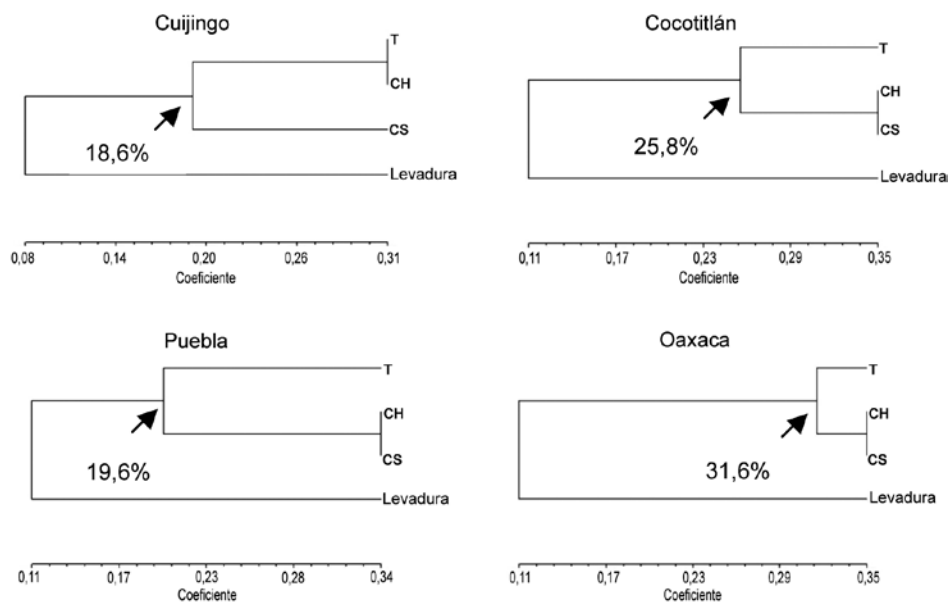 Cuijingo
T
CH
CS
18,6%
Levadura
0,08 0,14 0,20 0,26 0,31
Coeficiente
Cocotitlán
T
CH
CS
25,8%
Levadura
0,11 0,17 0,23 0,29 0,35
Coeficiente
Puebla
T
CH
CS
19,6%
Levadura
0,11 0,17 0,23 0,28 0,34
Coeficiente
Oaxaca
T
CH
CS
31,6%
Levadura
0,11 0,17 0,23 0,29 0,35
Coeficiente